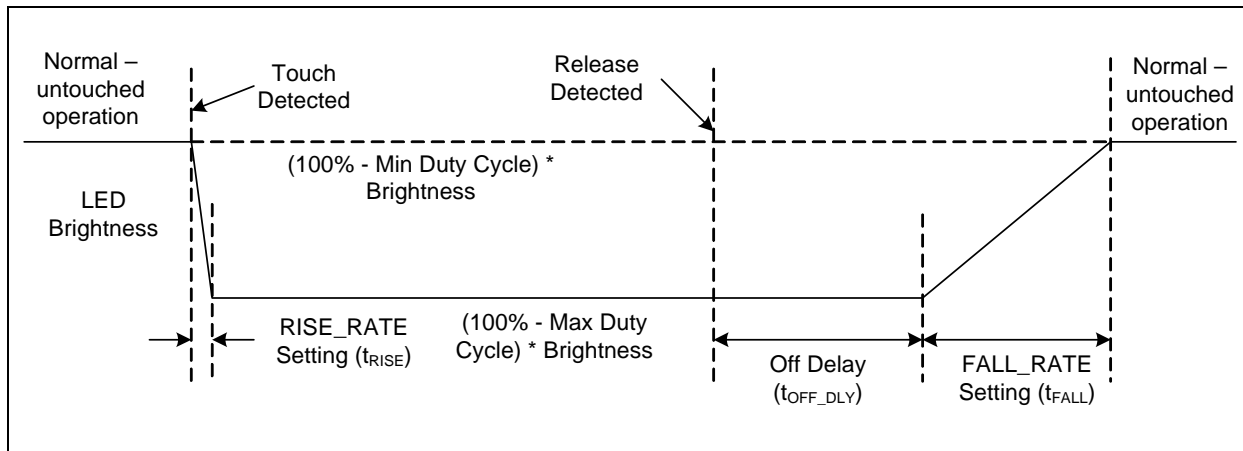 Normal –
untouched
operation
Touch
Detected
Release
Detected
Normal –
untouched
operation
(100% - Min Duty Cycle) *
Brightness
LED
Brightness
RISE_RATE
Setting (tRISE)
(100% - Max Duty
Cycle) * Brightness
Off Delay
(tOFF_DLY)
FALL_RATE
Setting (tFALL)